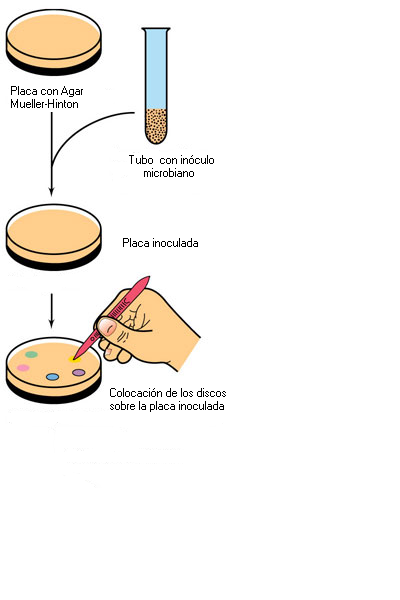 Placa con Agar
Mueller-Hinton
Tubo con inóculo
microbiano
Placa inoculada
Colocación de los discos
sobre la placa inoculada